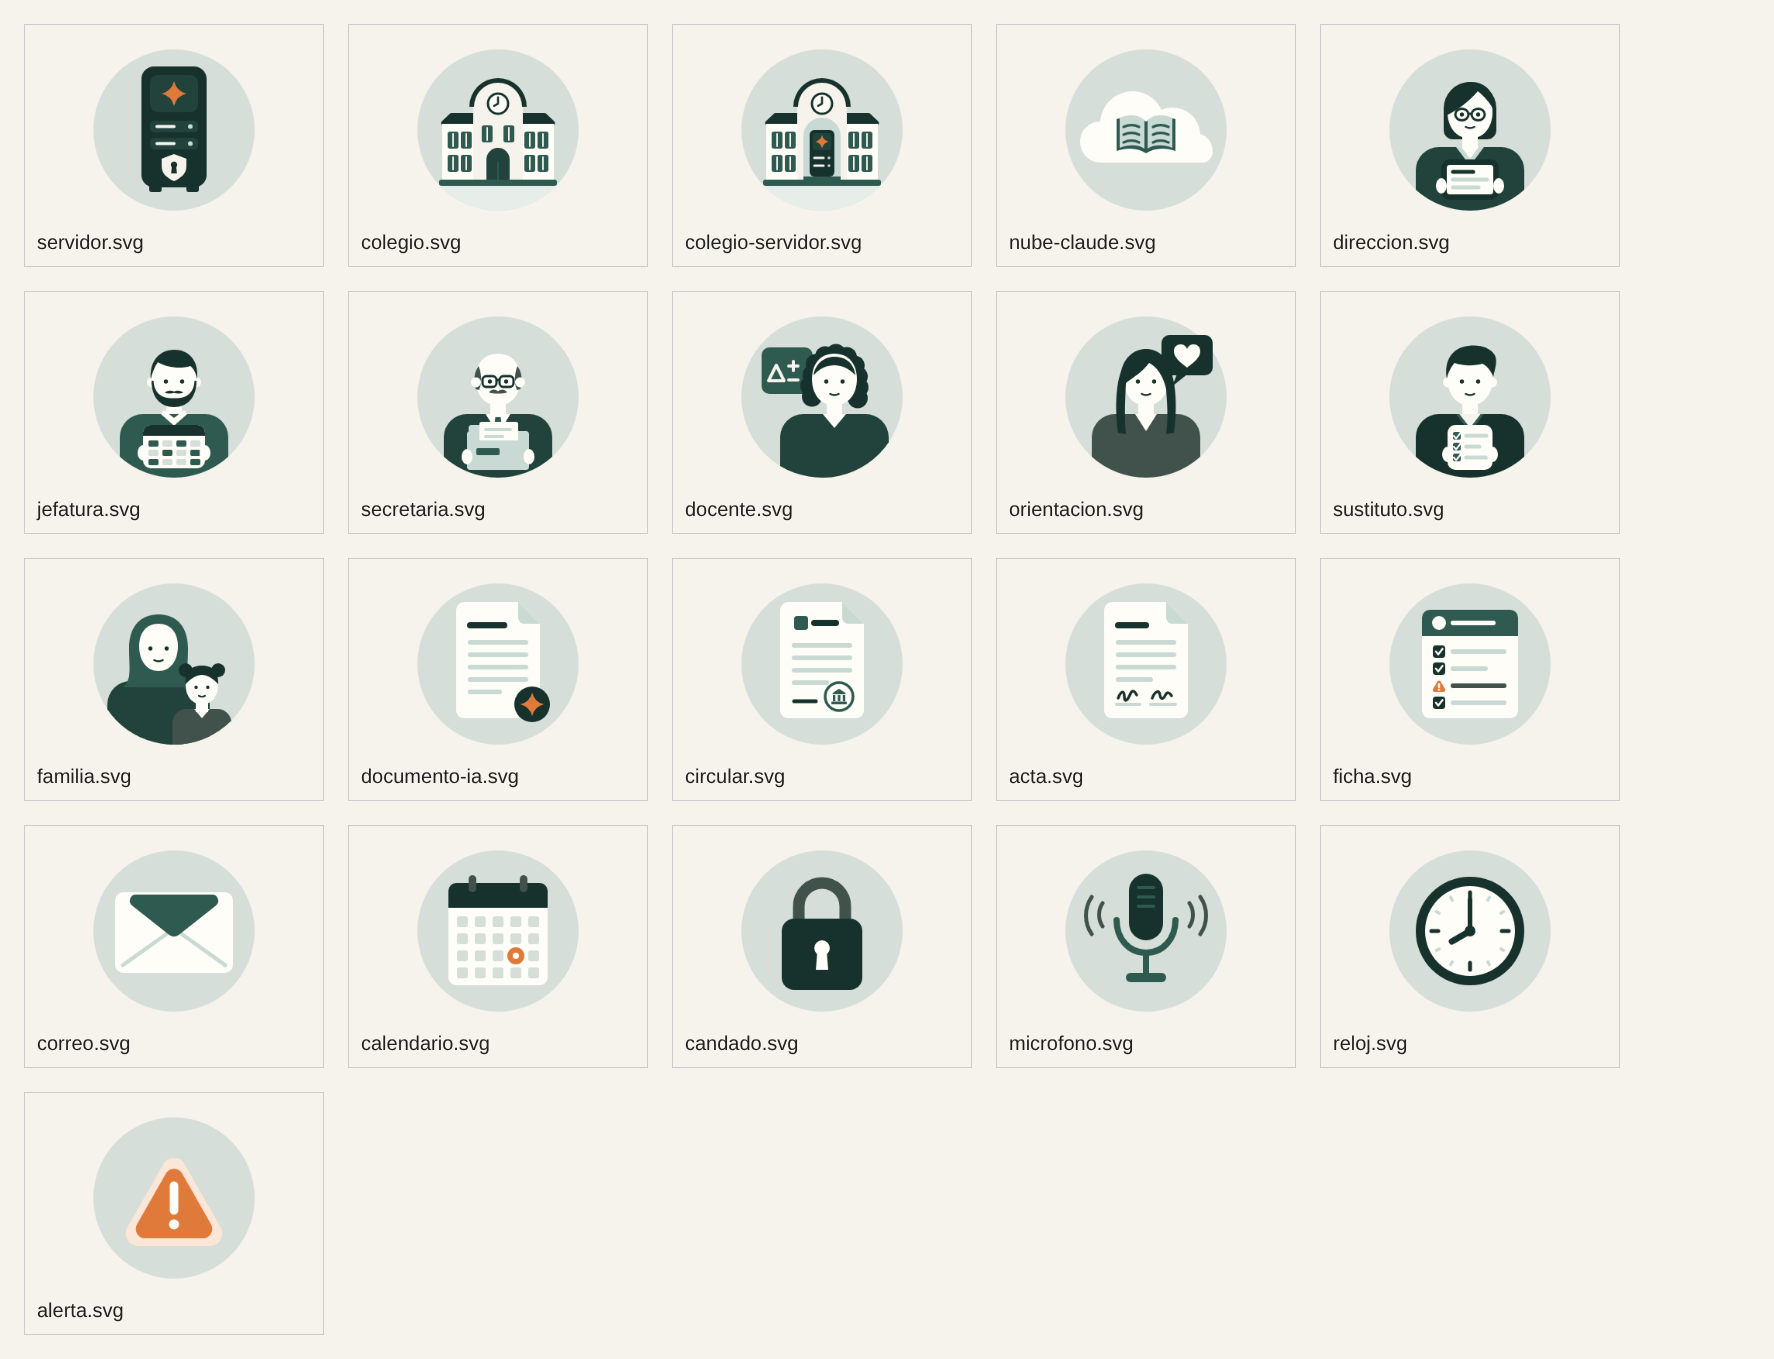 servidor.svg
colegio.svg
colegio-servidor.svg
nube-claude.svg
direccion.svg
jefatura.svg
secretaria.svg
docente.svg
orientacion.svg
sustituto.svg
familia.svg
documento-ia.svg
circular.svg
acta.svg
ficha.svg
correo.svg
calendario.svg
candado.svg
microfono.svg
reloj.svg
alerta.svg